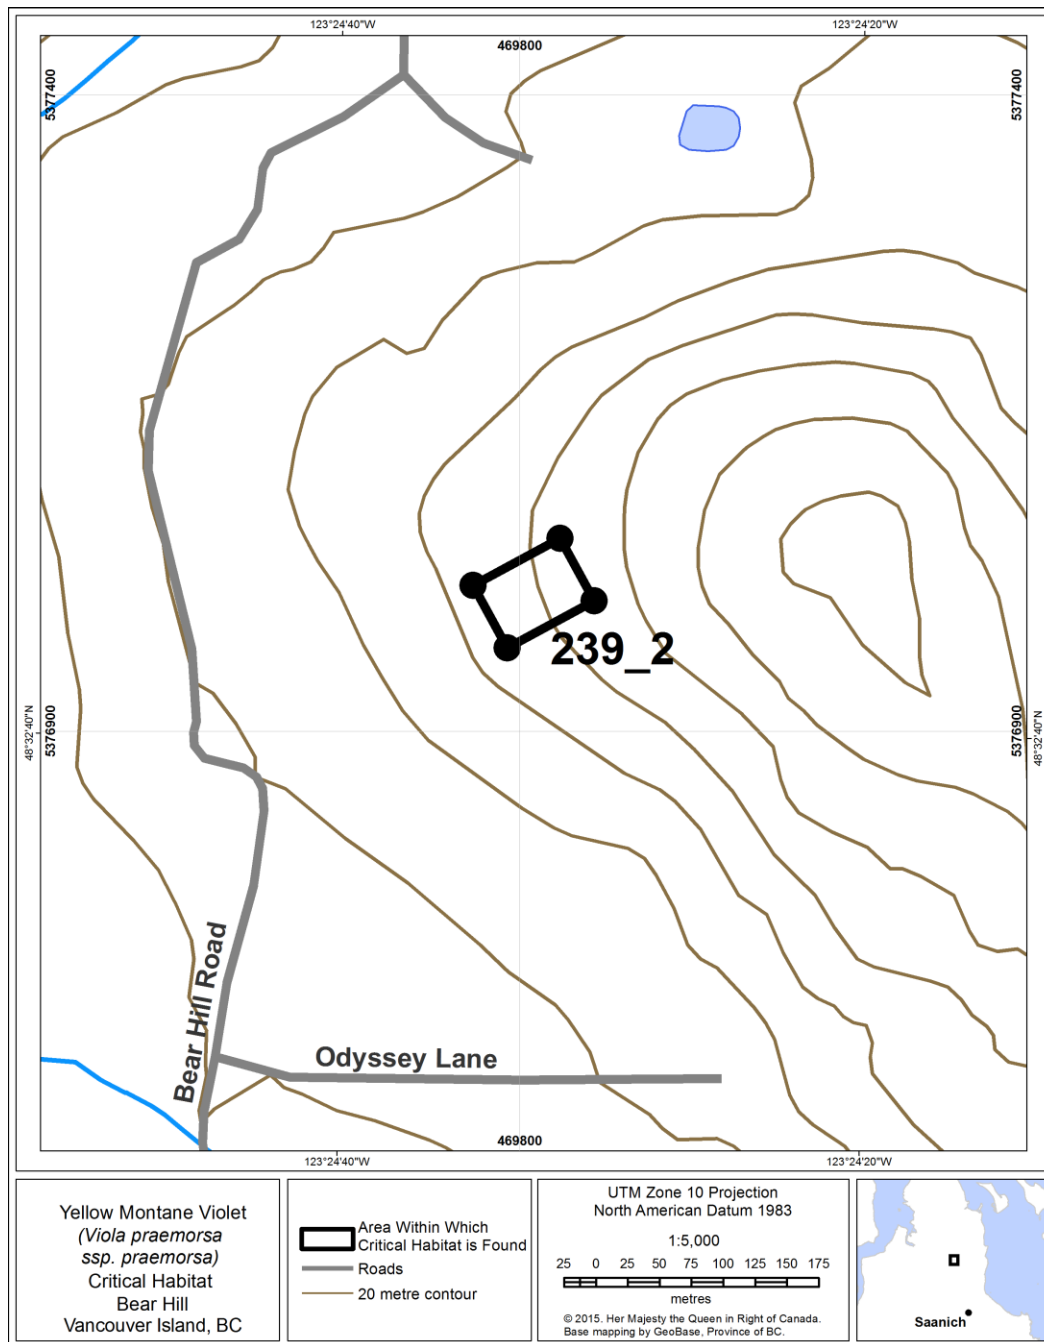 123°24'40"W
123°24'20"W
469800
5377400
5377400
239_2
48°32'40"N
5376900
5376900
48°32'40"N
Bear Hill Road
Odyssey Lane
469800
123°24'40"W
123°24'20"W
Yellow Montane Violet
(Viola praemorsa
ssp. praemorsa)
Critical Habitat
Bear Hill
Vancouver Island, BC
Area Within Which
Critical Habitat is Found
Roads
20 metre contour
UTM Zone 10 Projection
North American Datum 1983
1:5,000
25 0 25 50 75 100 125 150 175
metres
© 2015. Her Majesty the Queen in Right of Canada.
Base mapping by GeoBase, Province of BC.
Saanich